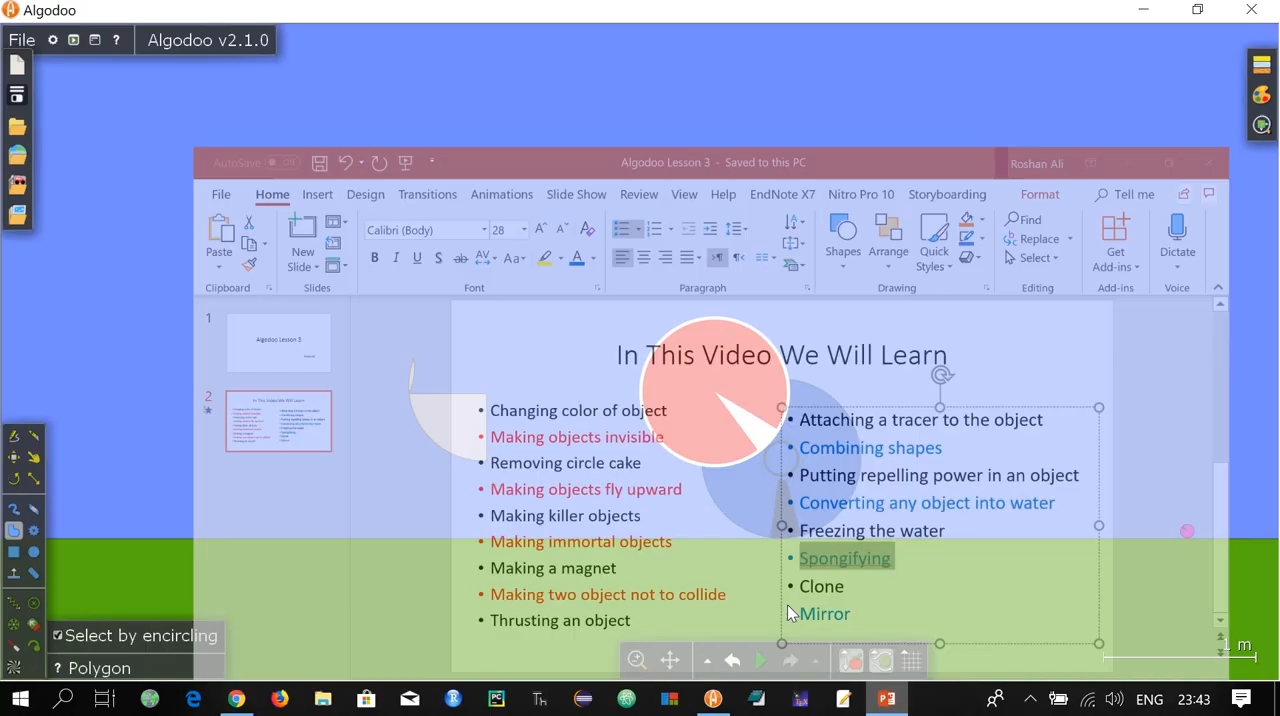 Algodoo
File
Algodoo v2.1.0
AutoSave Off
Algodoo Lesson 3 - Saved to this PC
Roshan Ali
File Home Insert Design Transitions Animations Slide Show Review View Help EndNote X7 Nitro Pro 10 Storyboarding Format Tell me
Calibri (Body) 28
Paste
New
Slide
Shapes Arrange Quick
Styles
Find
Replace
Select
Get
Add-ins
Dictate
Clipboard Slides Font Paragraph Drawing Editing Add-ins Voice
1
Algodoo Lesson 3
2
In This Video We Will Learn
• Changing color of object
• Making objects invisible
• Removing circle cake
• Making objects fly upward
• Making killer objects
• Making immortal objects
• Making a magnet
• Making two object not to collide
• Thrusting an object
• Attaching a tracer to the object
• Combining shapes
• Putting repelling power in an object
• Converting any object into water
• Freezing the water
• Spongifying
• Clone
• Mirror
Select by encircling
? Polygon
1 m
ENG 23:43